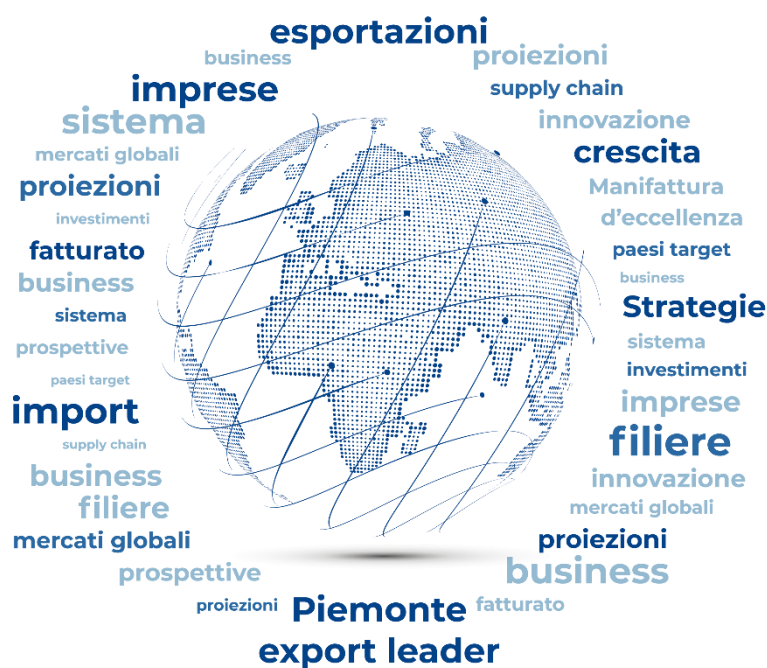 esportazioni
business
proiezioni
imprese
supply chain
sistema
innovazione
mercati globali
crescita
proiezioni
Manifattura
d'eccellenza
investimenti
fatturato
paesi target
business
business
Strategie
sistema
sistema
prospettive
investimenti
paesi target
imprese
import
filiere
supply chain
business
innovazione
filiere
mercati globali
mercati globali
proiezioni
prospettive
business
proiezioni
Piemonte
fatturato
export leader